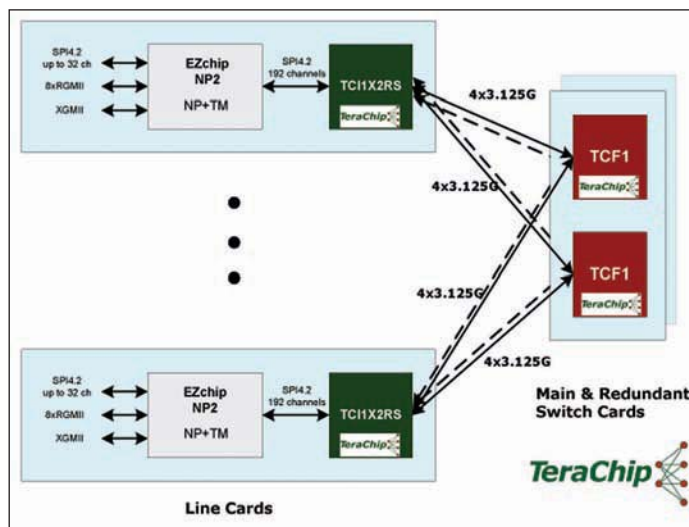 SPI4.2
up to 32 ch
8xRGMII
XGMII
EZchip
NP2
NP+TM
SPI4.2
192 channels
TCI1X2RS
TeraChip
4x3.125G
TCF1
TeraChip
4x3.125G
TCF1
TeraChip
4x3.125G
4x3.125G
SPI4.2
up to 32 ch
8xRGMII
XGMII
EZchip
NP2
NP+TM
SPI4.2
192 channels
TCI1X2RS
TeraChip
Main & Redundant
Switch Cards
TeraChip
Line Cards